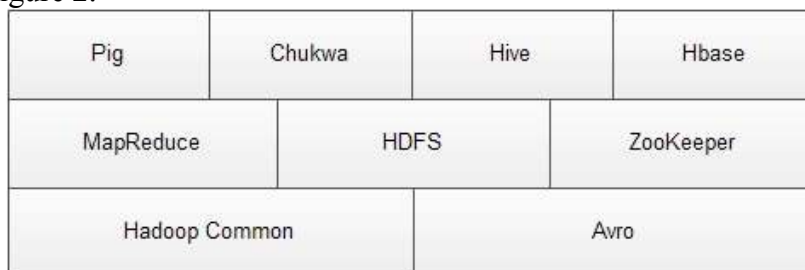 Pig Chukwa Hive Hbase
MapReduce HDFS ZooKeeper
Hadoop Common Avro